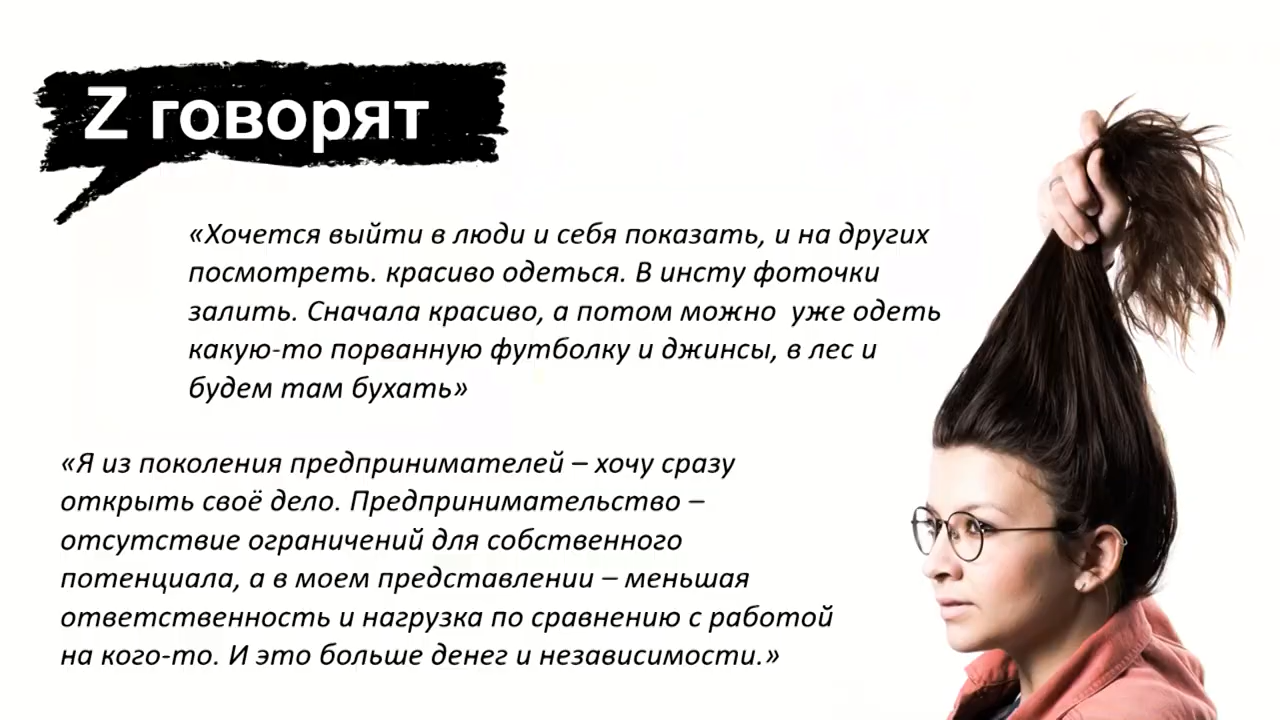 Z говорят
«Хочется выйти в люди и себя показать, и на других
посмотреть. красиво одеться. В инсту фоточки
залить. Сначала красиво, а потом можно  уже одеть
какую-то порванную футболку и джинсы, в лес и
будем там бухать»
«Я из поколения предпринимателей – хочу сразу
открыть своё дело. Предпринимательство –
отсутствие ограничений для собственного
потенциала, а в моем представлении – меньшая
ответственность и нагрузка по сравнению с работой
на кого-то. И это больше денег и независимости.»